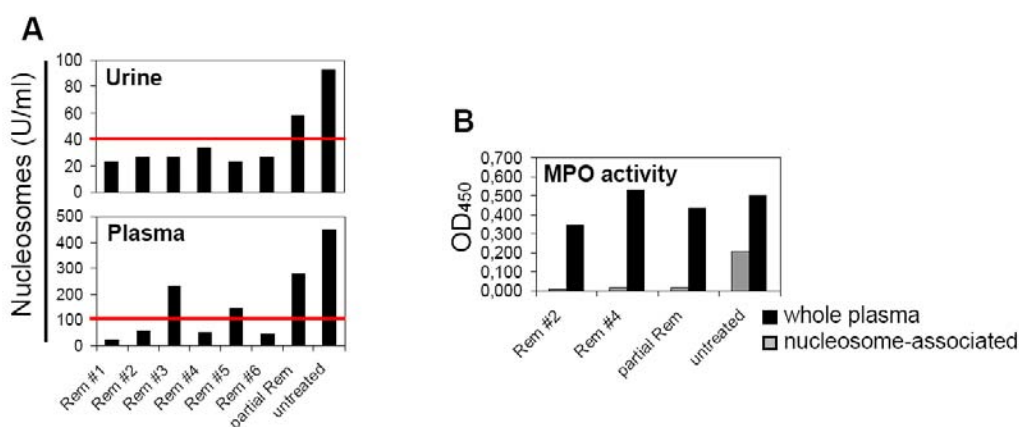 A
Nucleosomes (U/ml)
100
80
60
40
20
0
Urine
500
400
300
200
100
0
Plasma
Rem #1
Rem #2
Rem #3
Rem #4
Rem #5
Rem #6
partial Rem
untreated
B
OD450
0,700
0,600
0,500
0,400
0,300
0,200
0,100
0,000
MPO activity
Rem #2
Rem #4
partial Rem
untreated
whole plasma
nucleosome-associated